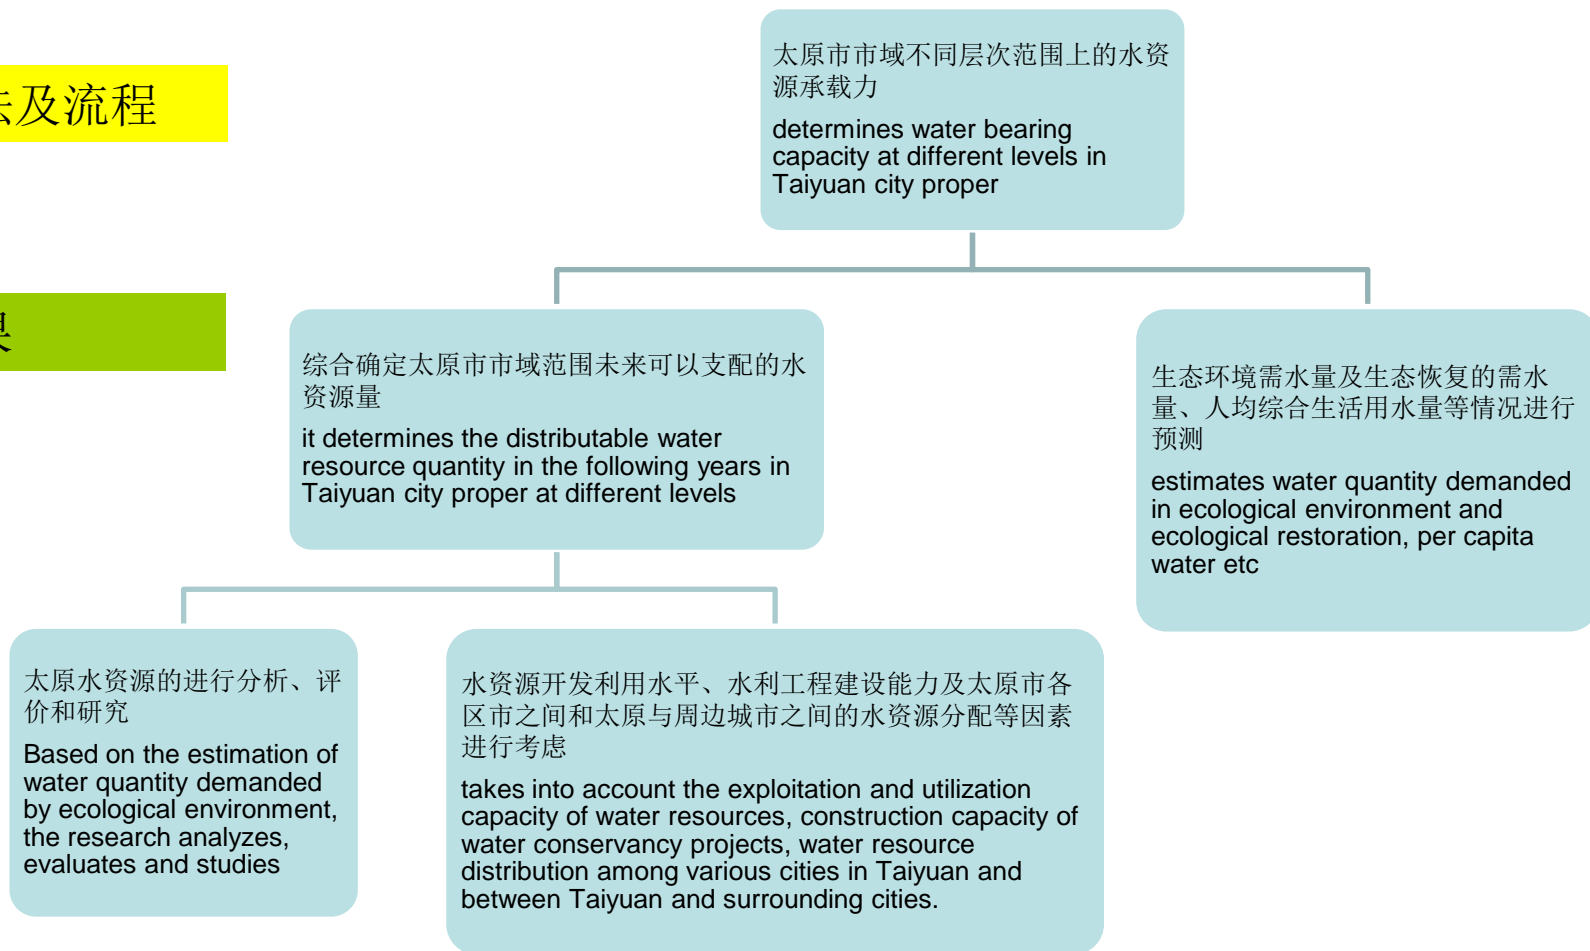 法及流程
果
太原市市域不同层次范围上的水资
源承载力
determines water bearing
capacity at different levels in
Taiyuan city proper
综合确定太原市市域范围未来可以支配的水
资源量
it determines the distributable water
resource quantity in the following years in
Taiyuan city proper at different levels
生态环境需水量及生态恢复的需水
量、人均综合生活用水量等情况进行
预测
estimates water quantity demanded
in ecological environment and
ecological restoration, per capita
water etc
太原水资源的进行分析、评
价和研究
Based on the estimation of
water quantity demanded
by ecological environment,
the research analyzes,
evaluates and studies
水资源开发利用水平、水利工程建设能力及太原市各
区市之间和太原与周边城市之间的水资源分配等因素
进行考虑
takes into account the exploitation and utilization
capacity of water resources, construction capacity of
water conservancy projects, water resource
distribution among various cities in Taiyuan and
between Taiyuan and surrounding cities.